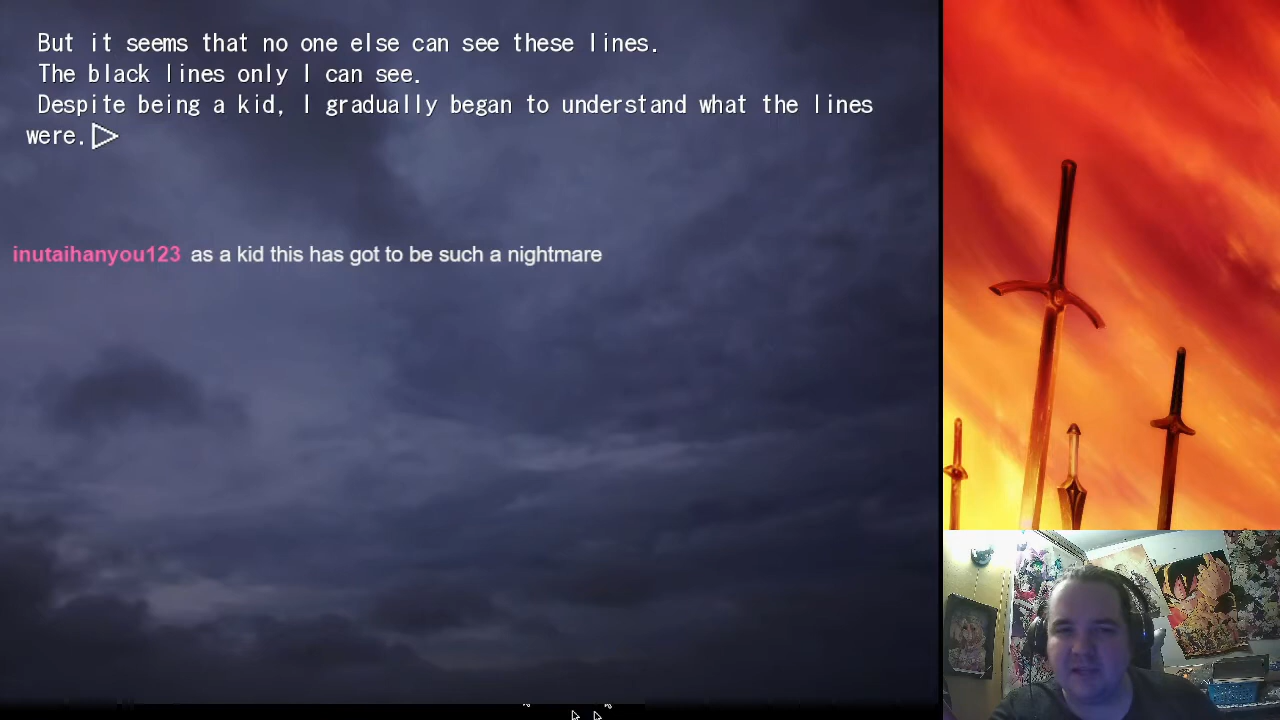 But it seems that no one else can see these lines.
The black lines only I can see.
Despite being a kid, I gradually began to understand what the lines
were.
inutaihanyou123 as a kid this has got to be such a nightmare